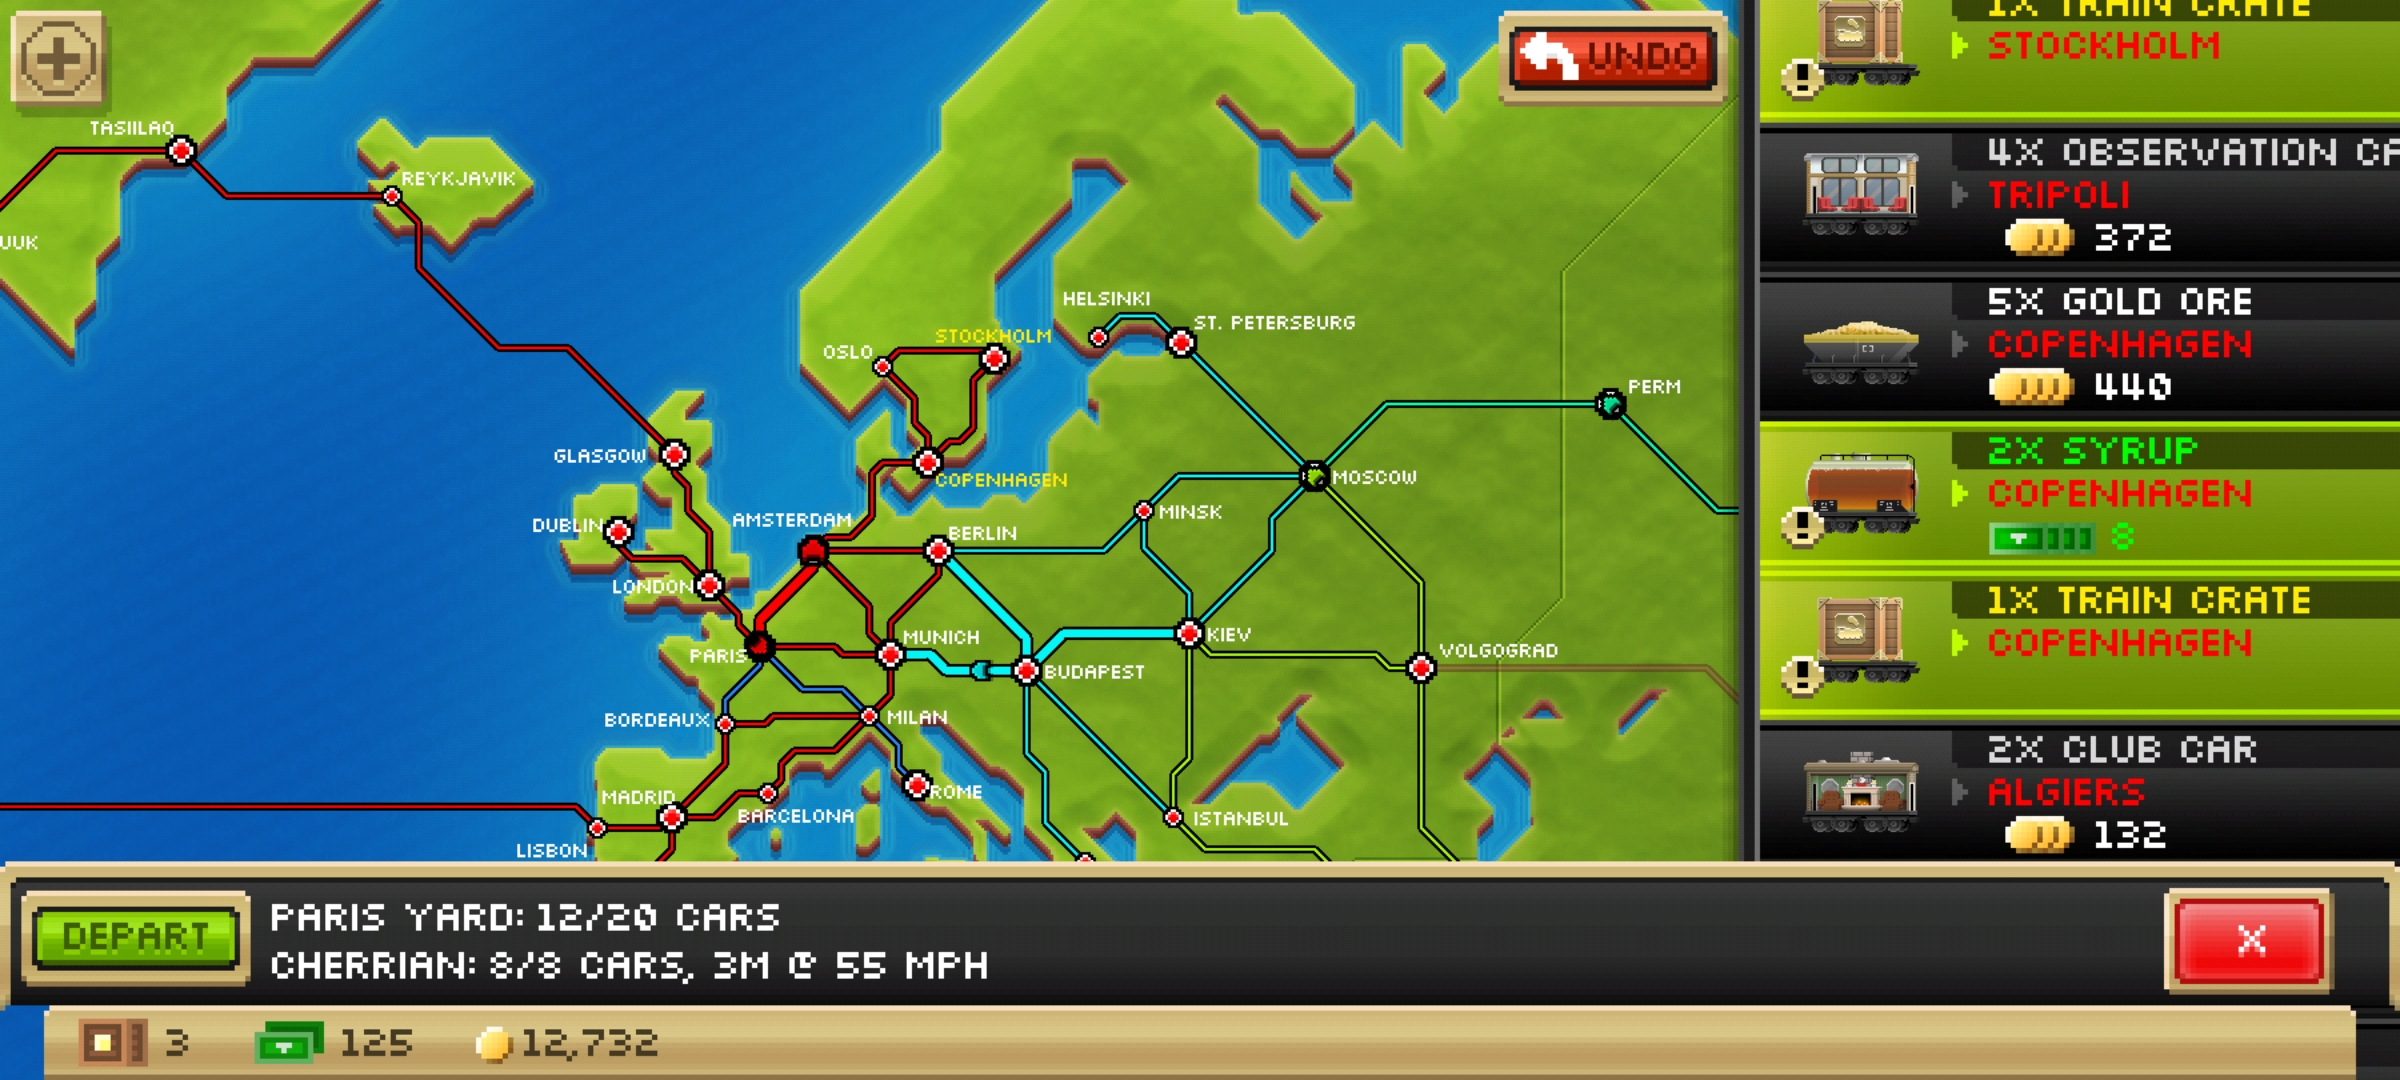 1X TRAIN CRATE
STOCKHOLM
UNDO
TASIILAQ
REYKJAVIK
UUK
4X OBSERVATION CA
TRIPOLI
372
HELSINKI
ST. PETERSBURG
STOCKHOLM
OSLO
5X GOLD ORE
COPENHAGEN
440
PERM
GLASGOW
COPENHAGEN
MOSCOW
2X SYRUP
COPENHAGEN
8
DUBLIN
AMSTERDAM
BERLIN
MINSK
LONDON
1X TRAIN CRATE
COPENHAGEN
PARIS
MUNICH
KIEV
BUDAPEST
VOLGOGRAD
BORDEAUX
MILAN
2X CLUB CAR
ALGIERS
132
MADRID
ROME
BARCELONA
ISTANBUL
LISBON
DEPART
PARIS YARD: 12/20 CARS
CHERRIAN: 8/8 CARS, 3M @ 55 MPH
X
3
125
12,732